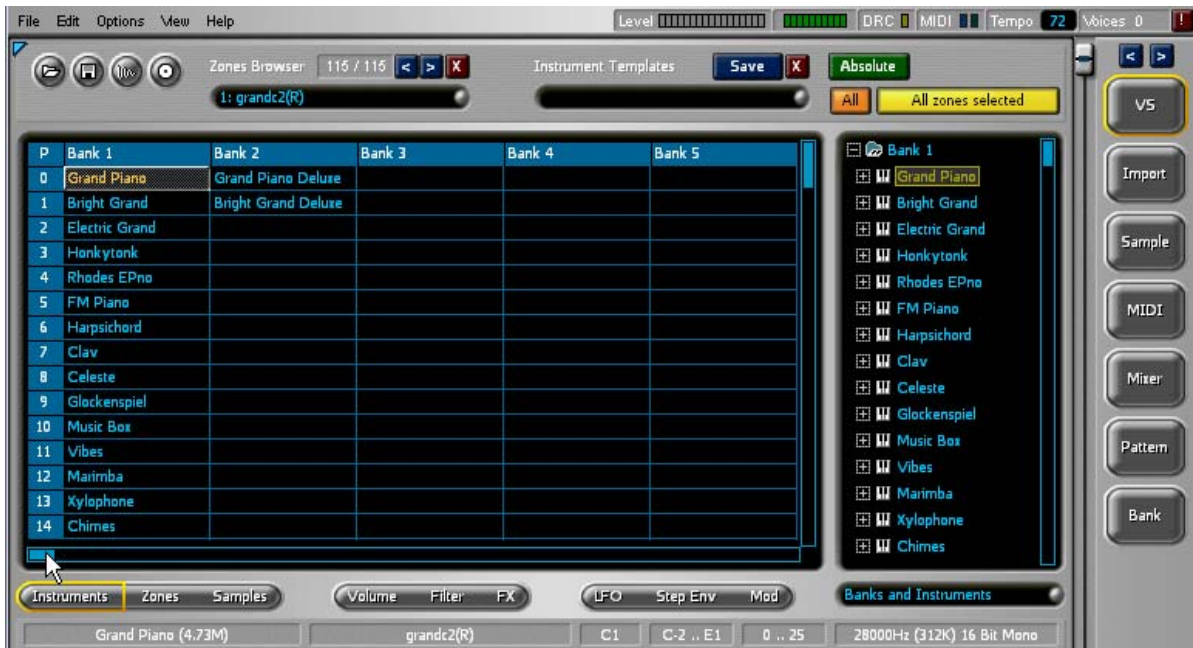 File Edit Options View Help Level DRC MIDI Tempo 72 Voices 0 !
Zones Browser 115 / 115 < > X Instrument Templates Save X Absolute < >
1: grandc2(R) All All zones selected
VS
Import
Sample
MIDI
Mixer
Pattern
Bank
P Bank 1 Bank 2 Bank 3 Bank 4 Bank 5
0 Grand Piano Grand Piano Deluxe
1 Bright Grand Bright Grand Deluxe
2 Electric Grand
3 Honkytonk
4 Rhodes EPno
5 FM Piano
6 Harpsichord
7 Clav
8 Celeste
9 Glockenspiel
10 Music Box
11 Vibes
12 Marimba
13 Xylophone
14 Chimes
Bank 1
Grand Piano
Bright Grand
Electric Grand
Honkytonk
Rhodes EPno
FM Piano
Harpsichord
Clav
Celeste
Glockenspiel
Music Box
Vibes
Marimba
Xylophone
Chimes
Instruments Zones Samples Volume Filter FX LFO Step Env Mod Banks and Instruments
Grand Piano (4.73M) grandc2(R) C1 C-2 .. E1 0 .. 25 28000Hz (312K) 16 Bit Mono